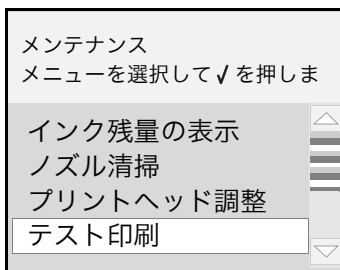 メンテナンス
メニューを選択して√を押しま
インク残量の表示
ノズル清掃
プリントヘッド調整
テスト印刷